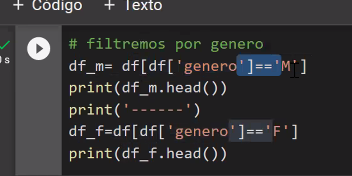 + Código + Texto
# filtremos por genero
df_m= df[df['genero']=='M']
print(df_m.head())
print('------')
df_f=df[df['genero']=='F']
print(df_f.head())